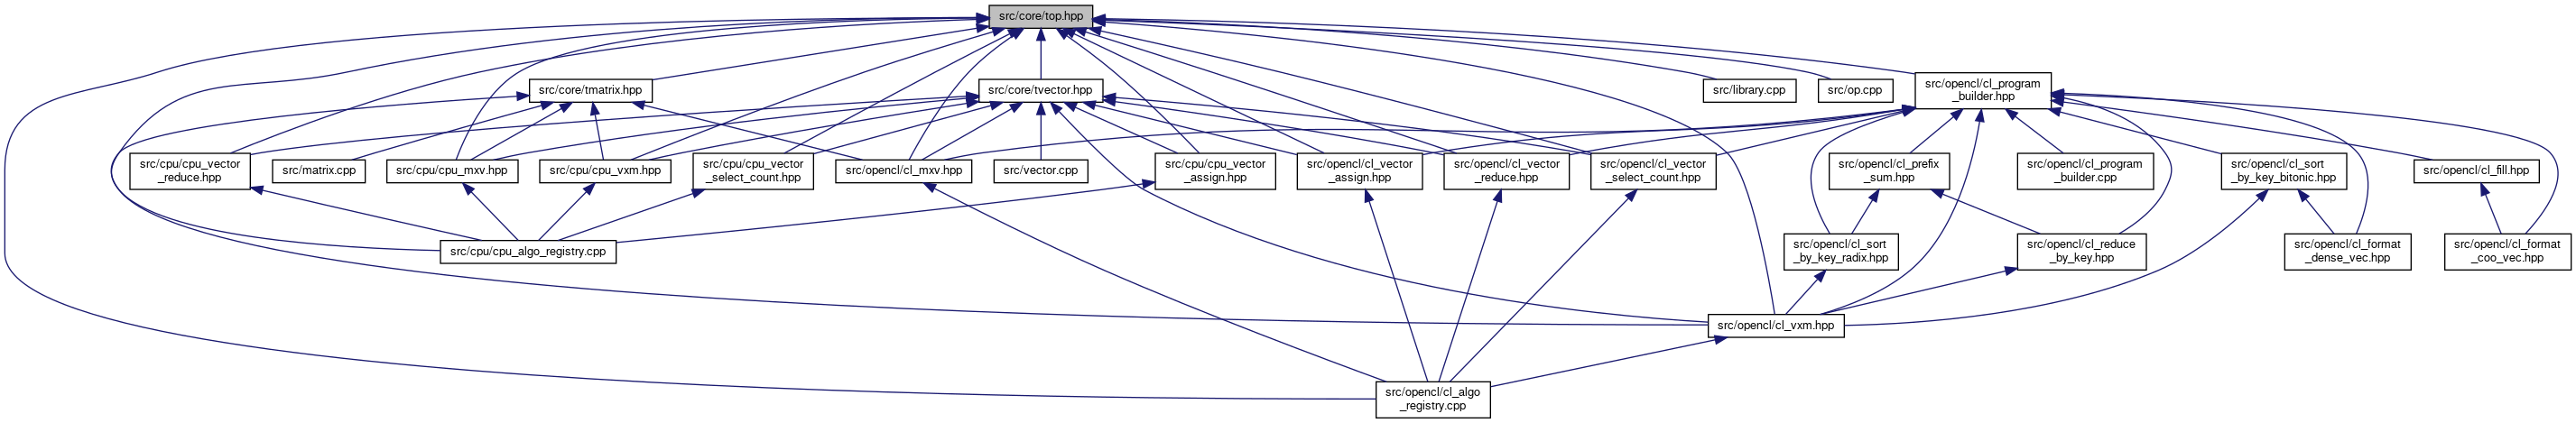 src/core/top.hpp
src/core/tmatrix.hpp
src/core/tvector.hpp
src/library.cpp
src/op.cpp
src/opencl/cl_program
_builder.hpp
src/cpu/cpu_vector
_reduce.hpp
src/matrix.cpp
src/cpu/cpu_mxv.hpp
src/cpu/cpu_vxm.hpp
src/cpu/cpu_vector
_select_count.hpp
src/opencl/cl_mxv.hpp
src/vector.cpp
src/cpu/cpu_vector
_assign.hpp
src/opencl/cl_vector
_assign.hpp
src/opencl/cl_vector
_reduce.hpp
src/opencl/cl_vector
_select_count.hpp
src/opencl/cl_prefix
_sum.hpp
src/opencl/cl_program
_builder.cpp
src/opencl/cl_sort
_by_key_bitonic.hpp
src/opencl/cl_fill.hpp
src/cpu/cpu_algo_registry.cpp
src/opencl/cl_sort
_by_key_radix.hpp
src/opencl/cl_reduce
_by_key.hpp
src/opencl/cl_format
_dense_vec.hpp
src/opencl/cl_format
_coo_vec.hpp
src/opencl/cl_vxm.hpp
src/opencl/cl_algo
_registry.cpp